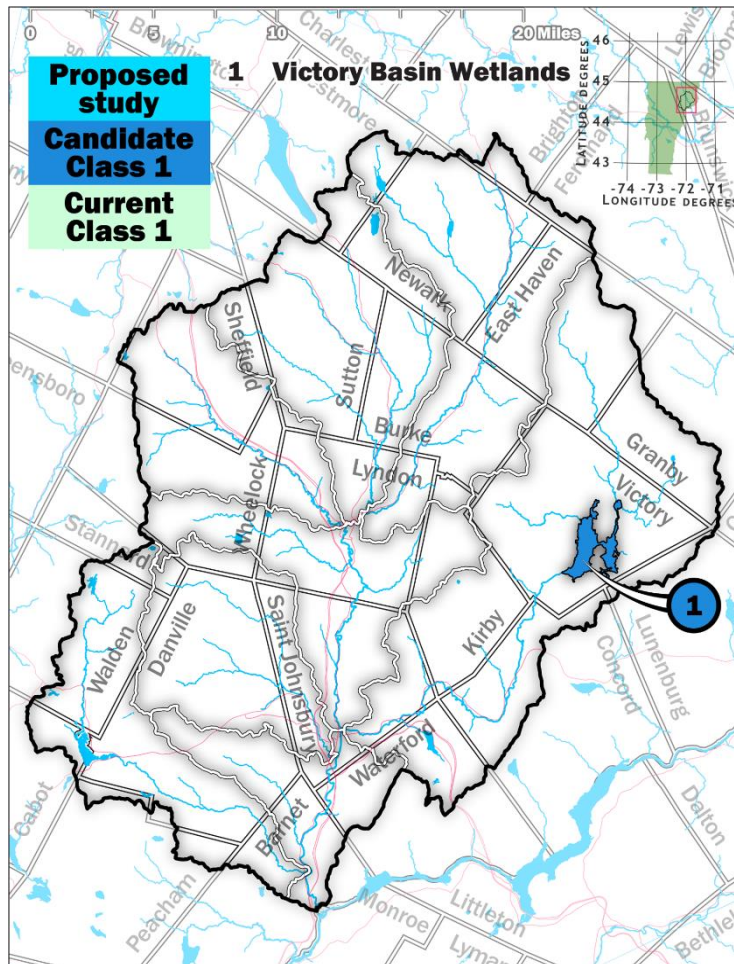 0 5 10 20 Miles
Proposed
study
Candidate
Class 1
Current
Class 1
1 Victory Basin Wetlands
LATITUDE DEGREES
46
45
44
43
-74 -73 -72 -71
LONGITUDE DEGREES
Lewis
Brunswick
Brighton
Ferdinand
Newark
East Haven
Sheffield
Sutton
Burke
Lyndon
Granby
Victory
Wheelock
Stannard
Walden
Danville
Saint Johnsbury
Kirby
1
Concord
Lunenburg
Waterford
Barnet
Cabot
Peacham
Monroe
Littleton
Dalton